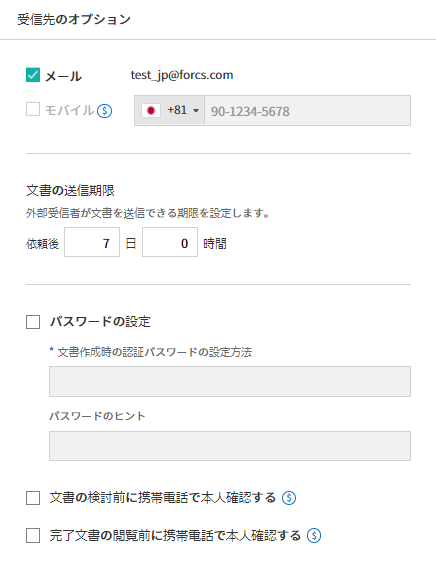 受信先のオプション
メール test_jp@forcs.com
モバイル $ +81 90-1234-5678
文書の送信期限
外部受信者が文書を送信できる期限を設定します。
依頼後 7 日 0 時間
パスワードの設定
* 文書作成時の認証パスワードの設定方法
パスワードのヒント
文書の検討前に携帯電話で本人確認する $
完了文書の閲覧前に携帯電話で本人確認する $